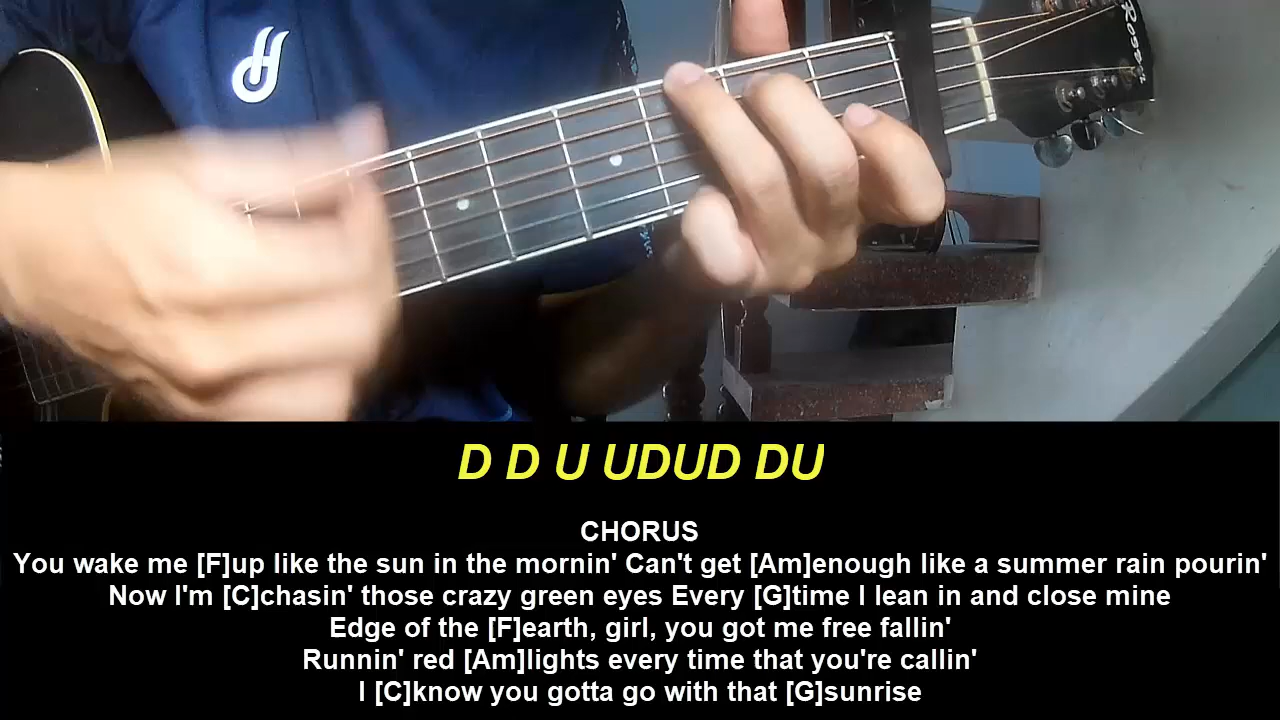 D D U UDUD DU
CHORUS
You wake me [F]up like the sun in the mornin' Can't get [Am]enough like a summer rain pourin'
Now I'm [C]chasin' those crazy green eyes Every [G]time I lean in and close mine
Edge of the [F]earth, girl, you got me free fallin'
Runnin' red [Am]lights every time that you're callin'
I [C]know you gotta go with that [G]sunrise